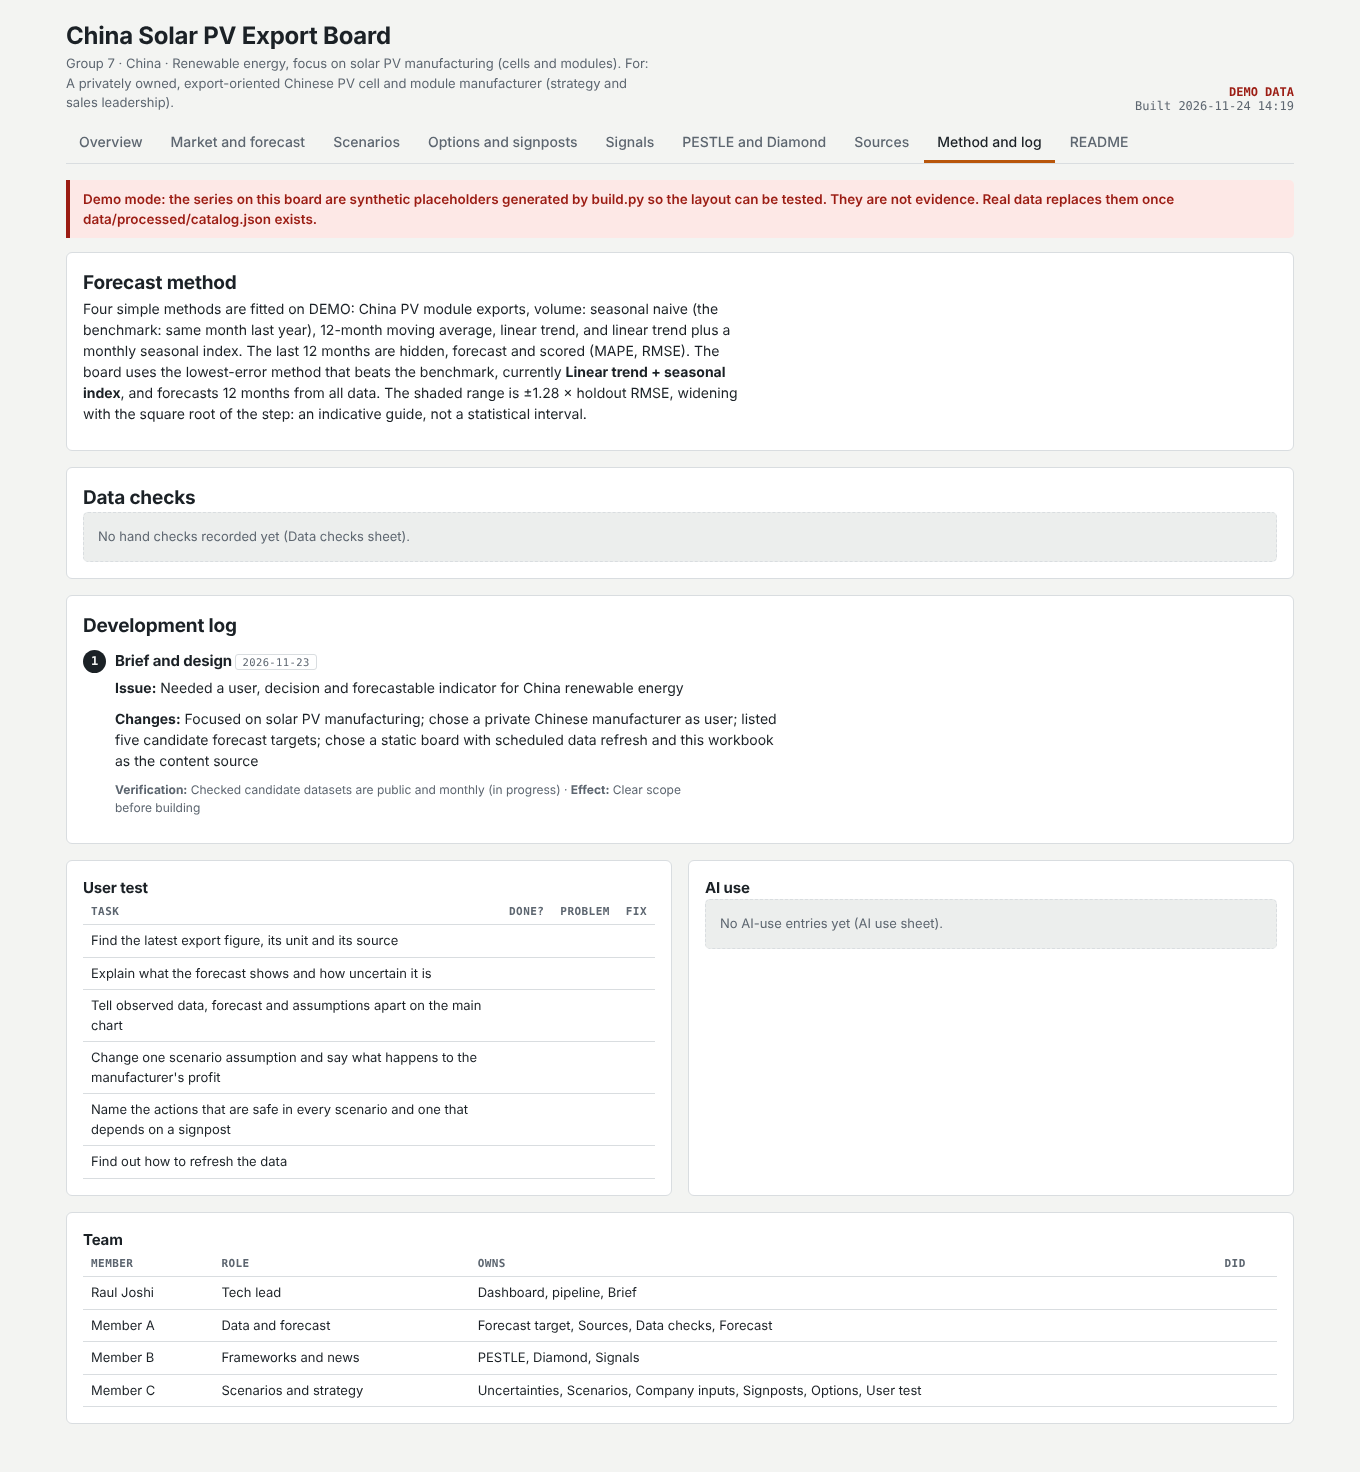 China Solar PV Export Board
Group 7 · China · Renewable energy, focus on solar PV manufacturing (cells and modules). For:
A privately owned, export-oriented Chinese PV cell and module manufacturer (strategy and
sales leadership).
DEMO DATA
Built 2026-11-24 14:19
Overview Market and forecast Scenarios Options and signposts Signals PESTLE and Diamond Sources Method and log README
Demo mode: the series on this board are synthetic placeholders generated by build.py so the layout can be tested. They are not evidence. Real data replaces them once
data/processed/catalog.json exists.
Forecast method
Four simple methods are fitted on DEMO: China PV module exports, volume: seasonal naive (the
benchmark: same month last year), 12-month moving average, linear trend, and linear trend plus a
monthly seasonal index. The last 12 months are hidden, forecast and scored (MAPE, RMSE). The
board uses the lowest-error method that beats the benchmark, currently Linear trend + seasonal
index, and forecasts 12 months from all data. The shaded range is ±1.28 × holdout RMSE, widening
with the square root of the step: an indicative guide, not a statistical interval.
Data checks
No hand checks recorded yet (Data checks sheet).
Development log
1 Brief and design 2026-11-23
Issue: Needed a user, decision and forecastable indicator for China renewable energy
Changes: Focused on solar PV manufacturing; chose a private Chinese manufacturer as user; listed
five candidate forecast targets; chose a static board with scheduled data refresh and this workbook
as the content source
Verification: Checked candidate datasets are public and monthly (in progress) · Effect: Clear scope
before building
User test
TASK DONE? PROBLEM FIX
Find the latest export figure, its unit and its source
Explain what the forecast shows and how uncertain it is
Tell observed data, forecast and assumptions apart on the main
chart
Change one scenario assumption and say what happens to the
manufacturer's profit
Name the actions that are safe in every scenario and one that
depends on a signpost
Find out how to refresh the data
AI use
No AI-use entries yet (AI use sheet).
Team
MEMBER ROLE OWNS DID
Raul Joshi Tech lead Dashboard, pipeline, Brief
Member A Data and forecast Forecast target, Sources, Data checks, Forecast
Member B Frameworks and news PESTLE, Diamond, Signals
Member C Scenarios and strategy Uncertainties, Scenarios, Company inputs, Signposts, Options, User test